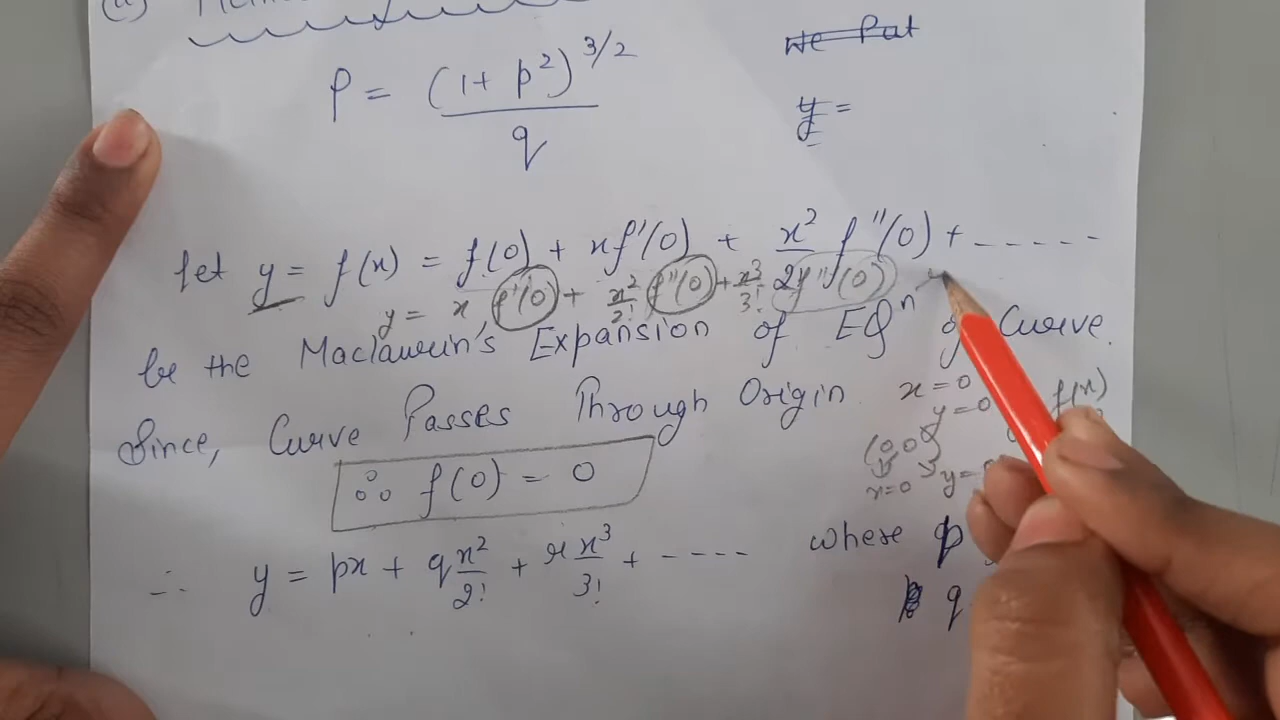 (a)
ρ = (1 + p²)^3/2 / q
We Put
y =
let y = f(x) = f(0) + xf'(0) + x²/2 f''(0) + -----
y = x f'(0) + x²/2! f''(0) + x³/3! f'''(0)
be the Maclaurin's Expansion of EQⁿ of Curve.
Since, Curve Passes Through Origin
x = 0
y = 0
f(x)
(0,0)
x=0 y=
∴ f(0) = 0
∴ y = px + q x²/2! + r x³/3! + ----
where p
q